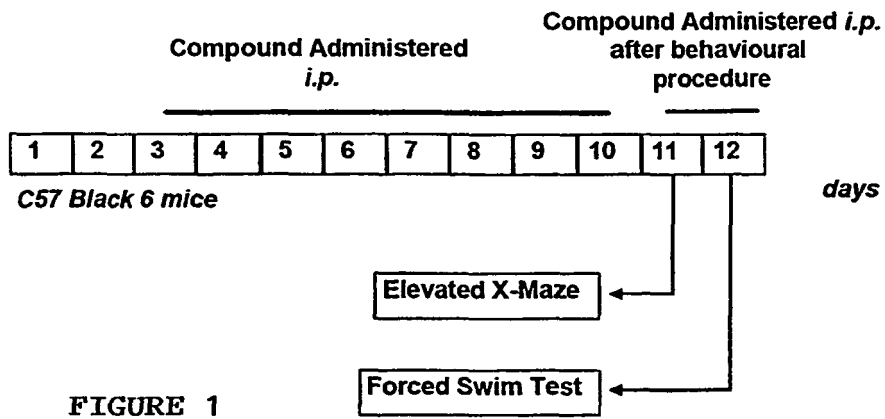 Compound Administered
i.p.
Compound Administered i.p.
after behavioural
procedure
1 2 3 4 5 6 7 8 9 10 11 12
C57 Black 6 mice
days
Elevated X-Maze
Forced Swim Test
FIGURE 1